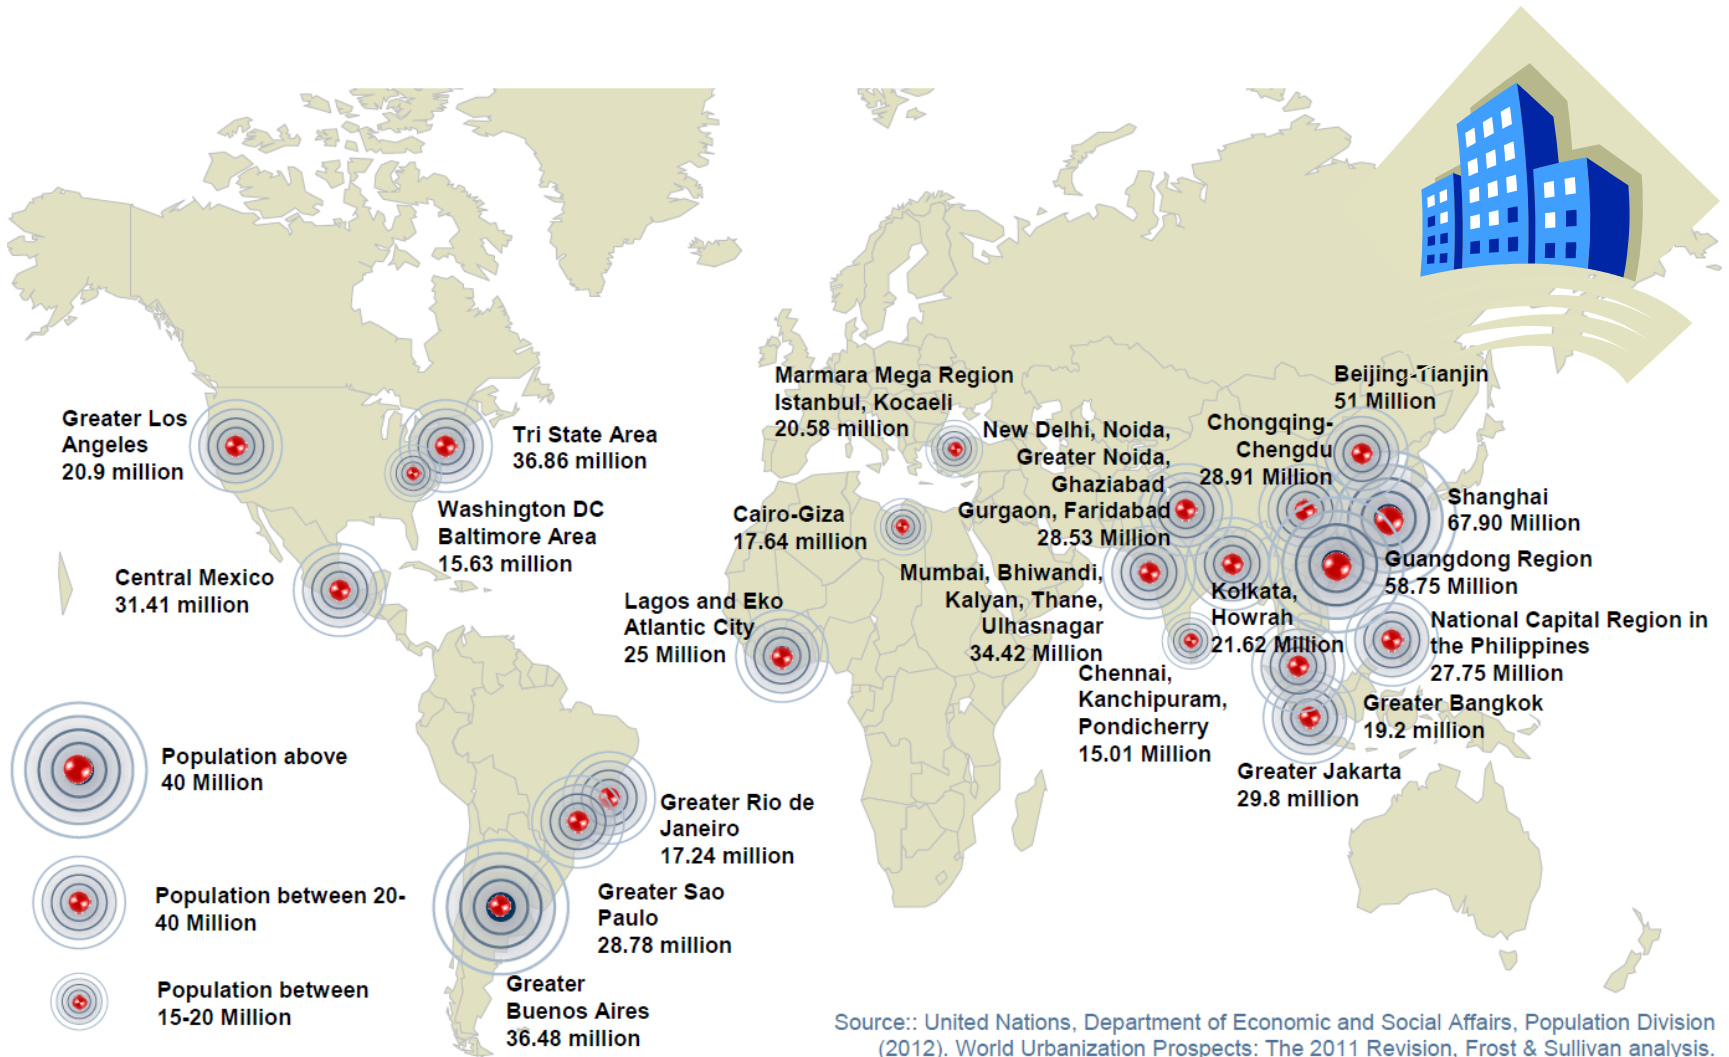 Greater Los
Angeles
20.9 million
Tri State Area
36.86 million
Washington DC
Baltimore Area
15.63 million
Central Mexico
31.41 million
Marmara Mega Region
Istanbul, Kocaeli
20.58 million
Cairo-Giza
17.64 million
Lagos and Eko
Atlantic City
25 Million
New Delhi, Noida,
Greater Noida,
Ghaziabad,
Gurgaon, Faridabad
28.53 Million
Mumbai, Bhiwandi,
Kalyan, Thane,
Ulhasnagar
34.42 Million
Chennai,
Kanchipuram,
Pondicherry
15.01 Million
Kolkata,
Howrah
21.62 Million
Chongqing-
Chengdu
28.91 Million
Beijing-Tianjin
51 Million
Shanghai
67.90 Million
Guangdong Region
58.75 Million
National Capital Region in
the Philippines
27.75 Million
Greater Bangkok
19.2 million
Greater Jakarta
29.8 million
Greater Rio de
Janeiro
17.24 million
Greater Sao
Paulo
28.78 million
Greater
Buenos Aires
36.48 million
Population above
40 Million
Population between 20-
40 Million
Population between
15-20 Million
Source:: United Nations, Department of Economic and Social Affairs, Population Division
(2012). World Urbanization Prospects: The 2011 Revision, Frost & Sullivan analysis.